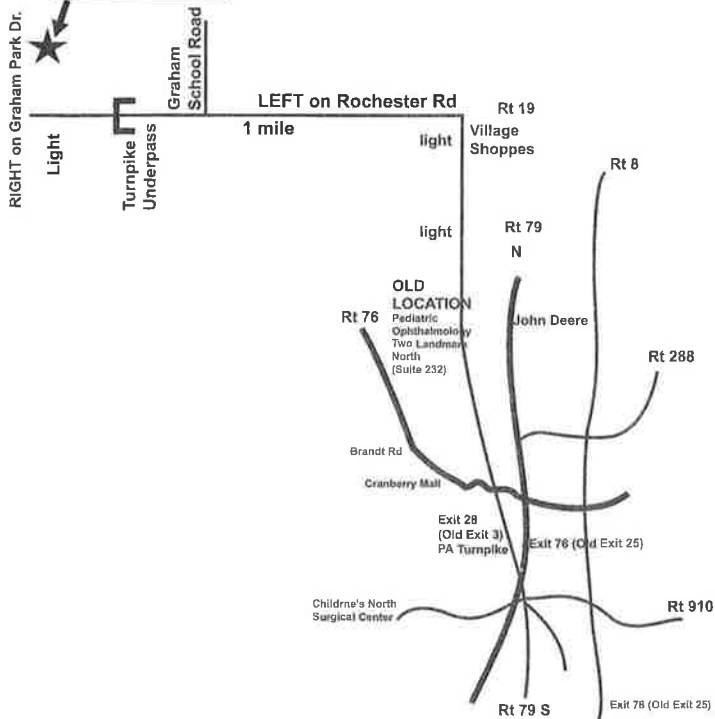 RIGHT on Graham Park Dr.
Light
Turnpike
Underpass
Graham
School Road
LEFT on Rochester Rd
1 mile
Rt 19
light
Village
Shoppes
Rt 8
light
Rt 79
N
OLD
LOCATION
Pediatric
Ophthalmology
Two Landmark
North
(Suite 232)
Rt 76
John Deere
Rt 288
Brandt Rd
Cranberry Mall
Exit 28
(Old Exit 3)
PA Turnpike
Exit 76 (Old Exit 25)
Childrne's North
Surgical Center
Rt 910
Rt 79 S
Exit 76 (Old Exit 25)